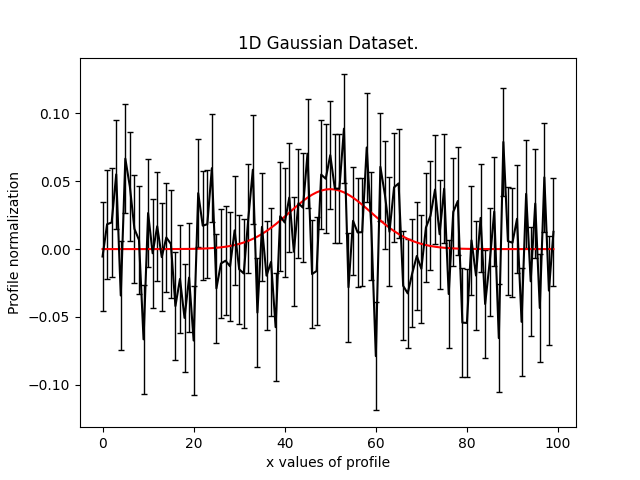 1D Gaussian Dataset.
Profile normalization
0.10
0.05
0.00
−0.05
−0.10
0 20 40 60 80 100
x values of profile